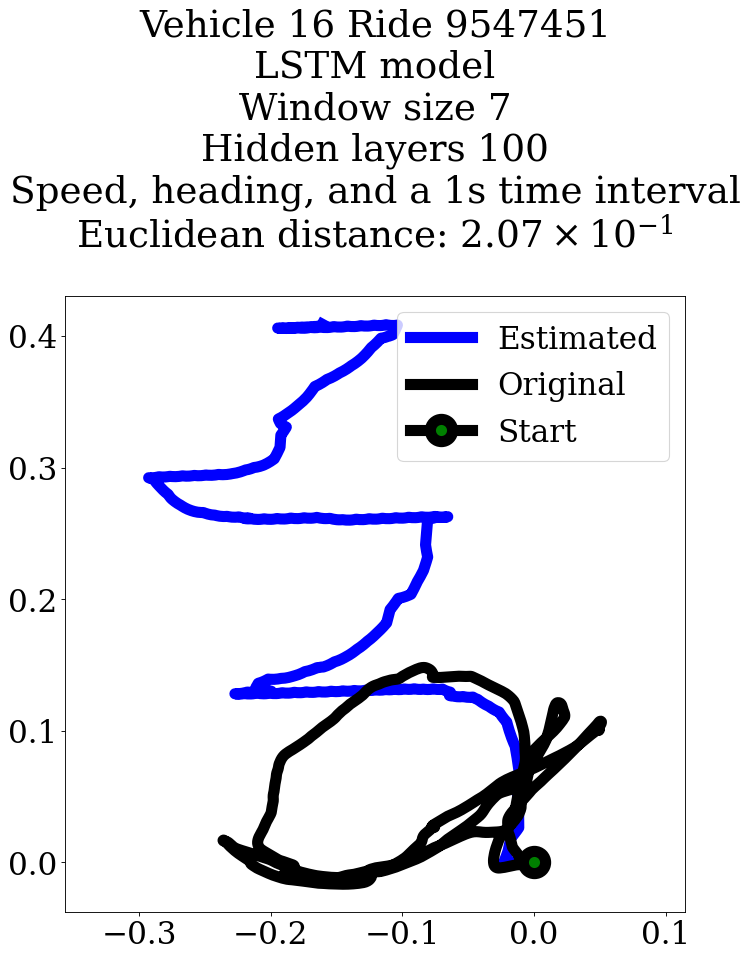 Vehicle 16 Ride 9547451
LSTM model
Window size 7
Hidden layers 100
Speed, heading, and a 1s time interval
Euclidean distance: 2.07 × 10⁻¹
Estimated
Original
Start
0.4
0.3
0.2
0.1
0.0
−0.3 −0.2 −0.1 0.0 0.1